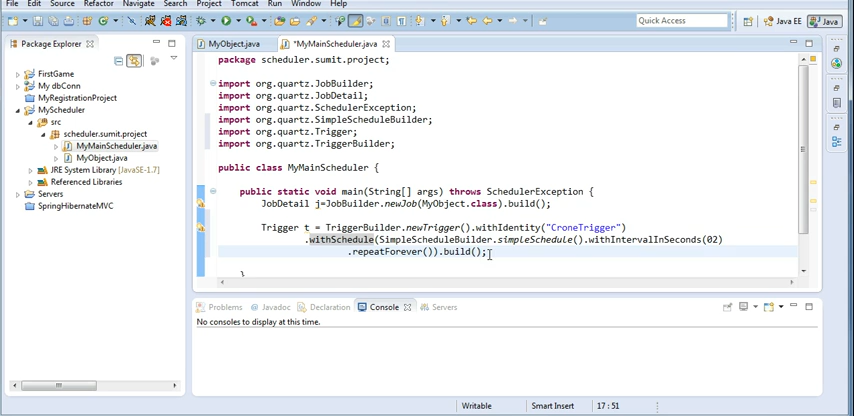 File Edit Source Refactor Navigate Search Project Tomcat Run Window Help
Quick Access
Java EE
Java
Package Explorer
FirstGame
My dbConn
MyRegistrationProject
MyScheduler
src
scheduler.sumit.project
MyMainScheduler.java
MyObject.java
JRE System Library [JavaSE-1.7]
Referenced Libraries
Servers
SpringHibernateMVC
MyObject.java
*MyMainScheduler.java
package scheduler.sumit.project;
import org.quartz.JobBuilder;
import org.quartz.JobDetail;
import org.quartz.SchedulerException;
import org.quartz.SimpleScheduleBuilder;
import org.quartz.Trigger;
import org.quartz.TriggerBuilder;
public class MyMainScheduler {
public static void main(String[] args) throws SchedulerException {
JobDetail j=JobBuilder.newJob(MyObject.class).build();
Trigger t = TriggerBuilder.newTrigger().withIdentity("CroneTrigger")
.withSchedule(SimpleScheduleBuilder.simpleSchedule().withIntervalInSeconds(02)
.repeatForever()).build();
}
Problems
Javadoc
Declaration
Console
Servers
No consoles to display at this time.
Writable
Smart Insert
17 : 51